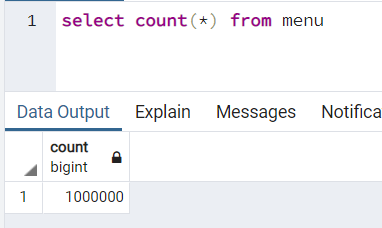 1 select count(*) from menu
Data Output Explain Messages Notifica
count
bigint
1 1000000